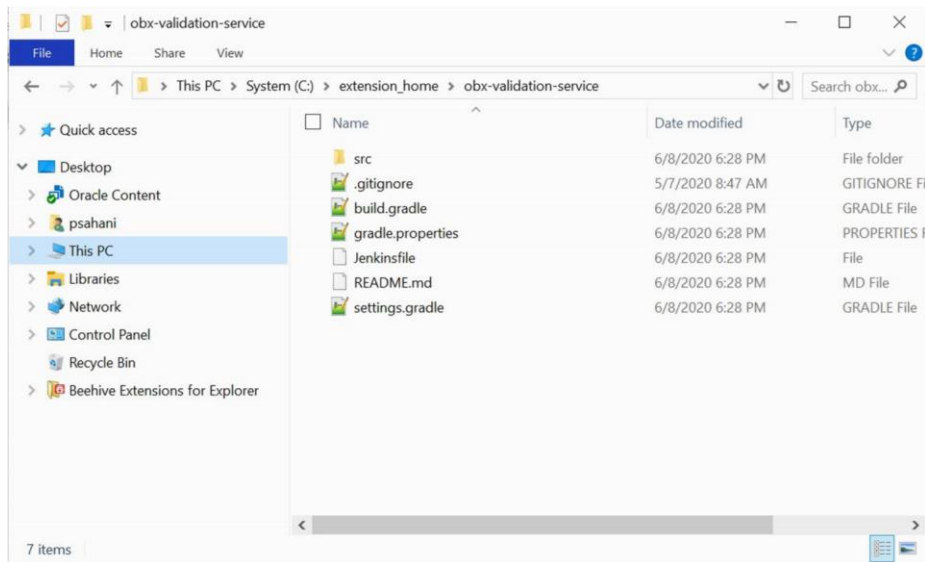 obx-validation-service
File Home Share View
This PC > System (C:) > extension_home > obx-validation-service
Search obx...
Name Date modified Type
Quick access
Desktop
Oracle Content
psahani
This PC
Libraries
Network
Control Panel
Recycle Bin
Beehive Extensions for Explorer
src 6/8/2020 6:28 PM File folder
.gitignore 5/7/2020 8:47 AM GITIGNORE Fi
build.gradle 6/8/2020 6:28 PM GRADLE File
gradle.properties 6/8/2020 6:28 PM PROPERTIES F
Jenkinsfile 6/8/2020 6:28 PM File
README.md 6/8/2020 6:28 PM MD File
settings.gradle 6/8/2020 6:28 PM GRADLE File
7 items